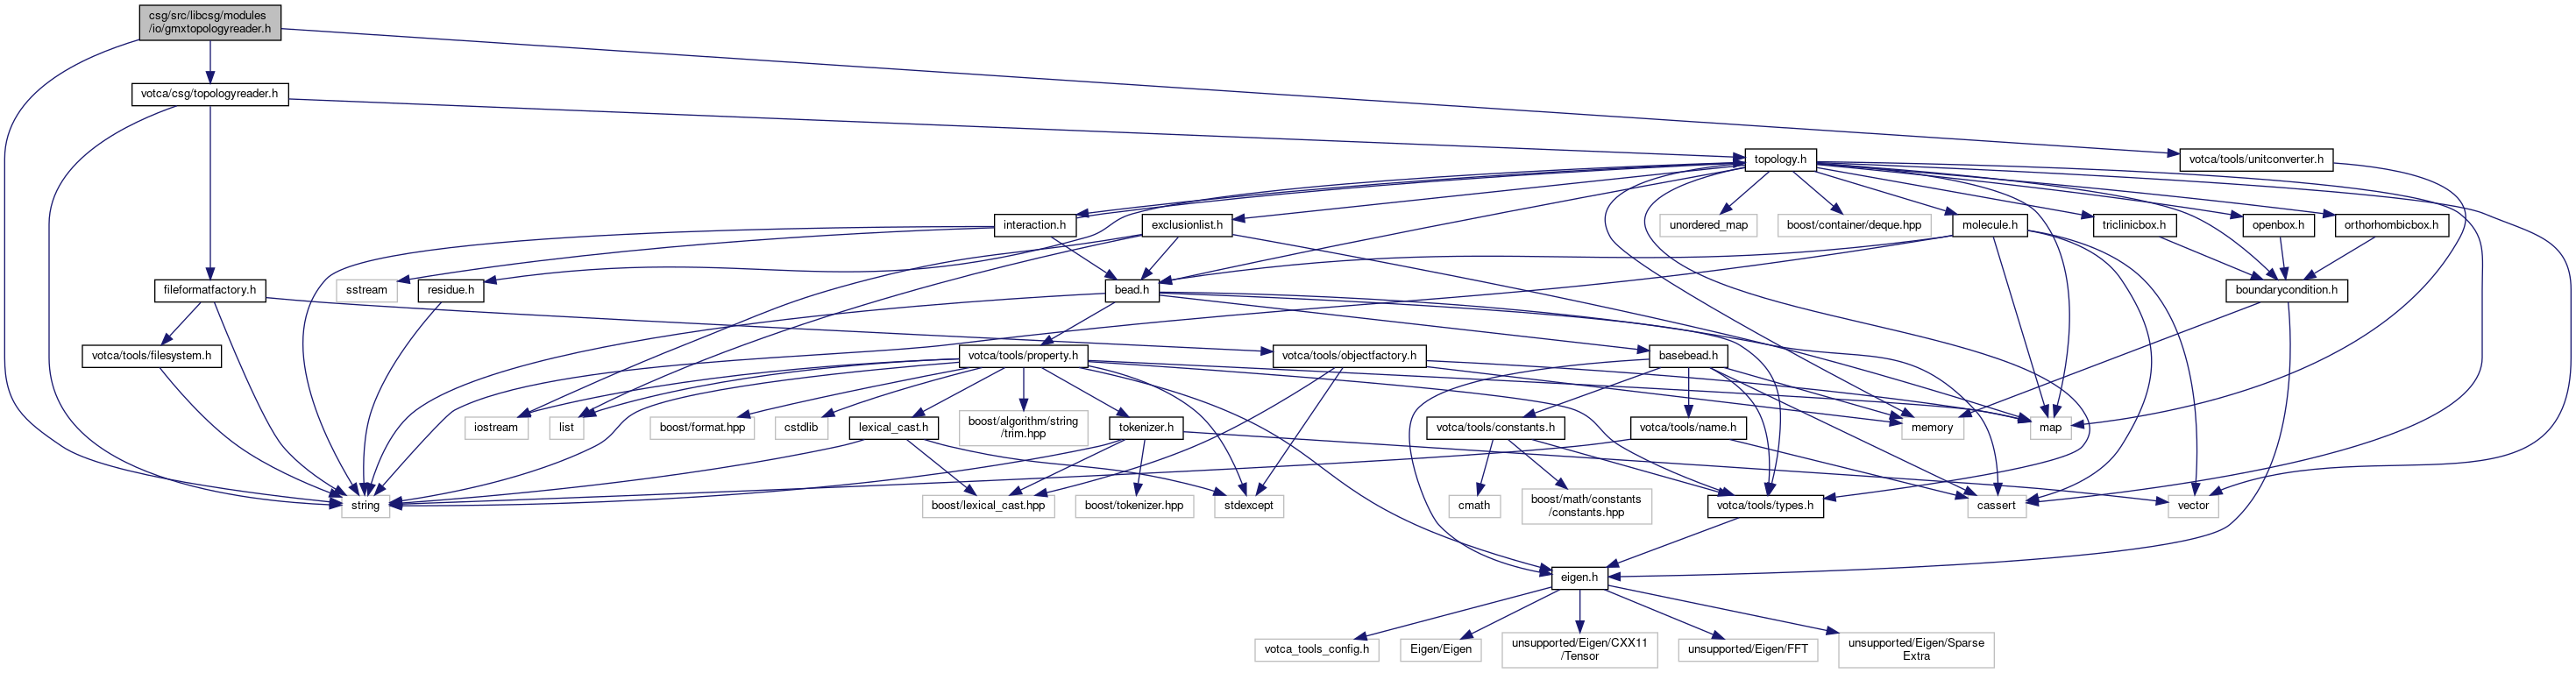 csg/src/libcsg/modules
/io/gmxtopologyreader.h
votca/csg/topologyreader.h
topology.h
votca/tools/unitconverter.h
interaction.h
exclusionlist.h
unordered_map
boost/container/deque.hpp
molecule.h
triclinicbox.h
openbox.h
orthorhombicbox.h
fileformatfactory.h
sstream
residue.h
bead.h
boundarycondition.h
votca/tools/filesystem.h
votca/tools/property.h
votca/tools/objectfactory.h
basebead.h
iostream
list
boost/format.hpp
cstdlib
lexical_cast.h
boost/algorithm/string
/trim.hpp
tokenizer.h
votca/tools/constants.h
votca/tools/name.h
memory
map
string
boost/lexical_cast.hpp
boost/tokenizer.hpp
stdexcept
cmath
boost/math/constants
/constants.hpp
votca/tools/types.h
cassert
vector
eigen.h
votca_tools_config.h
Eigen/Eigen
unsupported/Eigen/CXX11
/Tensor
unsupported/Eigen/FFT
unsupported/Eigen/Sparse
Extra